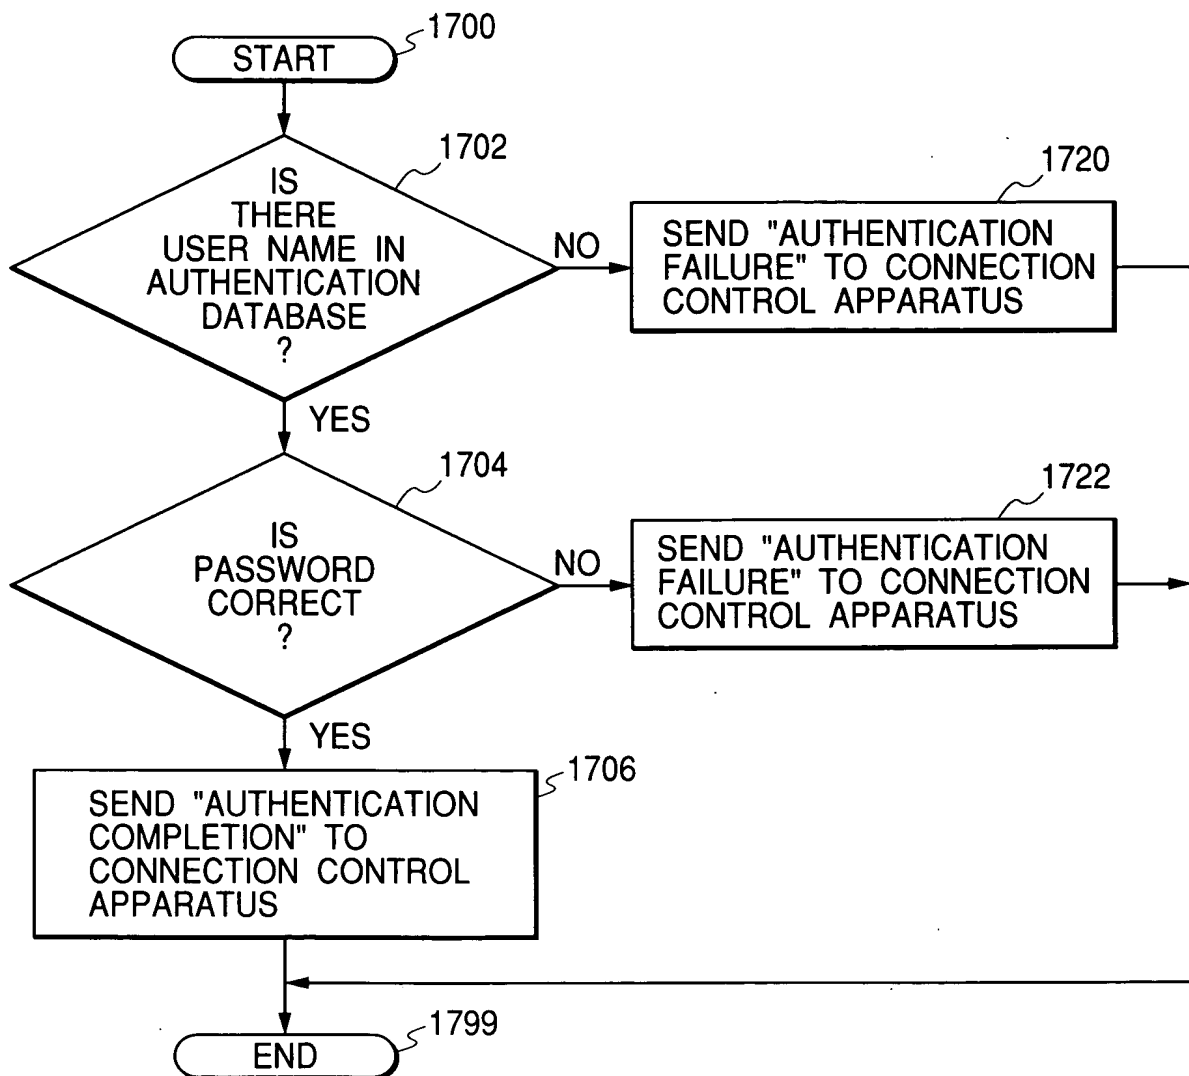 1700
START
1702
IS
THERE
USER NAME IN
AUTHENTICATION
DATABASE
?
NO
1720
SEND "AUTHENTICATION
FAILURE" TO CONNECTION
CONTROL APPARATUS
YES
1704
IS
PASSWORD
CORRECT
?
NO
1722
SEND "AUTHENTICATION
FAILURE" TO CONNECTION
CONTROL APPARATUS
YES
1706
SEND "AUTHENTICATION
COMPLETION" TO
CONNECTION CONTROL
APPARATUS
1799
END